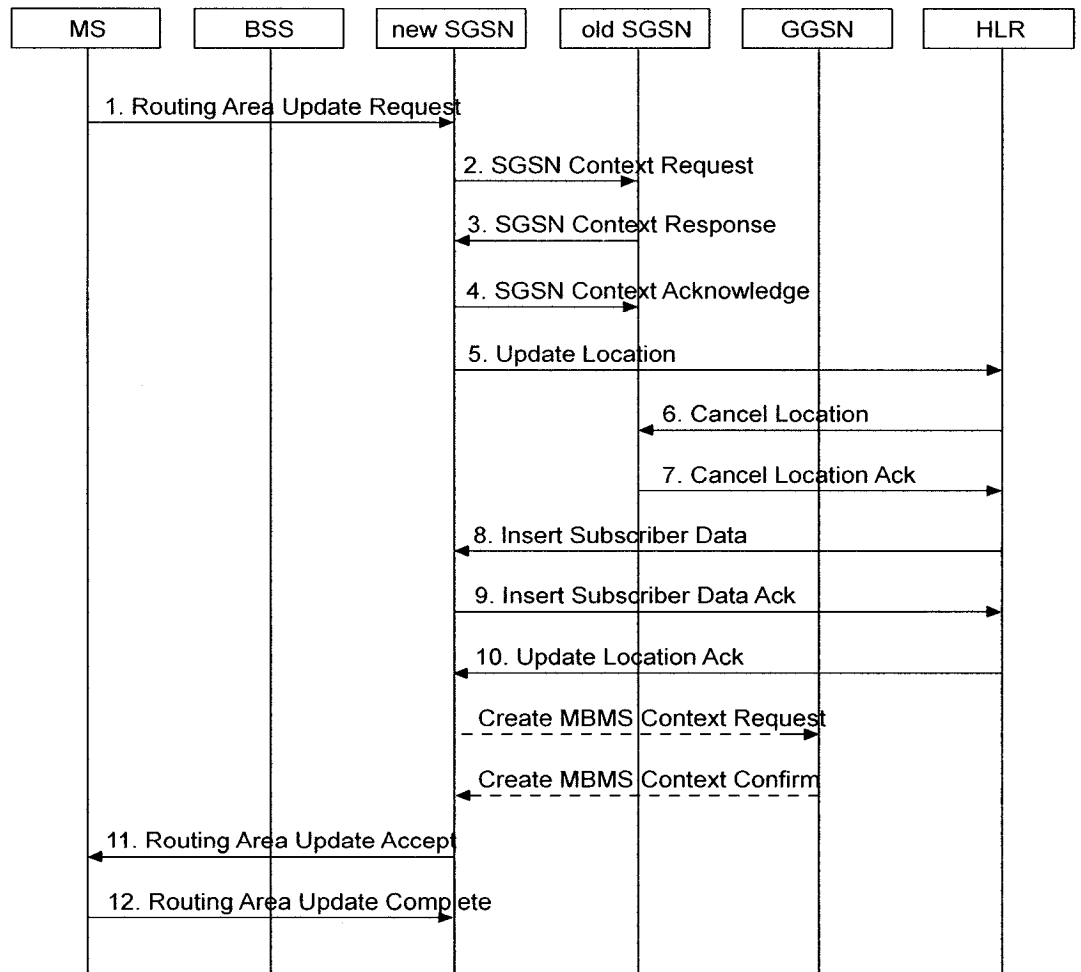 MS
BSS
new SGSN
old SGSN
GGSN
HLR
1. Routing Area Update Request
2. SGSN Context Request
3. SGSN Context Response
4. SGSN Context Acknowledge
5. Update Location
6. Cancel Location
7. Cancel Location Ack
8. Insert Subscriber Data
9. Insert Subscriber Data Ack
10. Update Location Ack
Create MBMS Context Request
Create MBMS Context Confirm
11. Routing Area Update Accept
12. Routing Area Update Complete